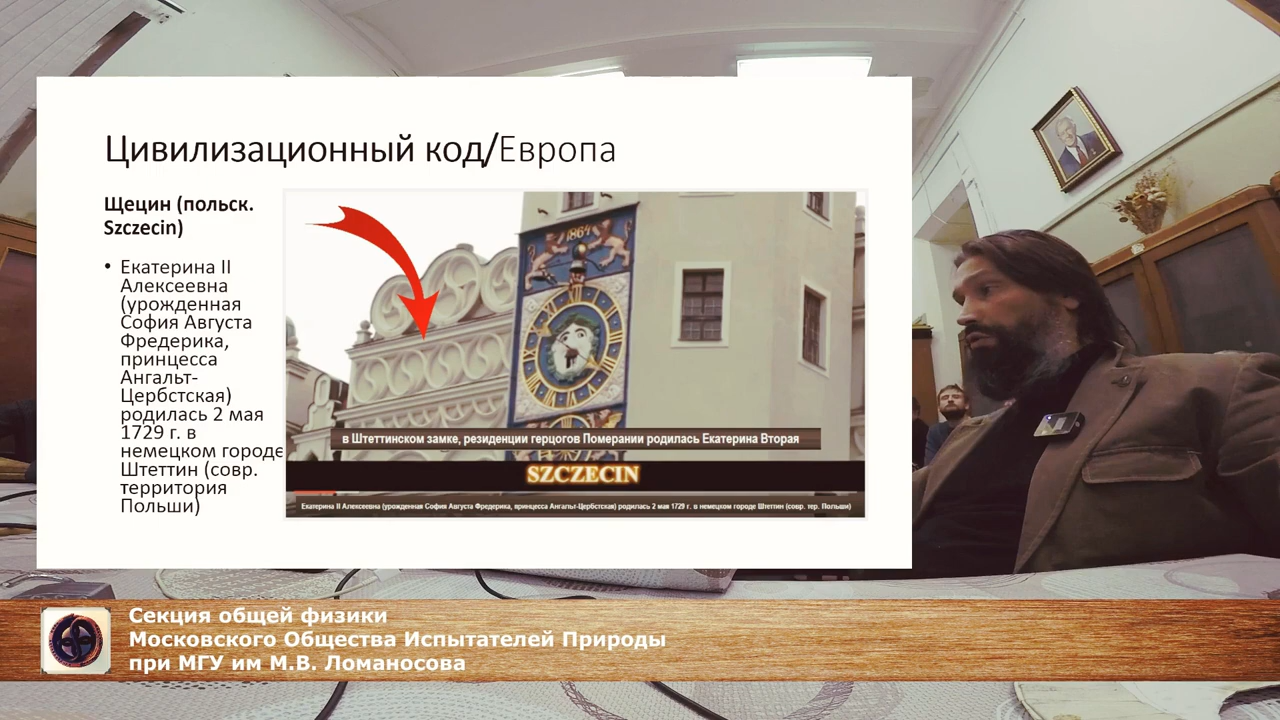 Цивилизационный код/Европа
Щецин (польск.
Szczecin)
• Екатерина II
Алексеевна
(урожденная
София Августа
Фредерика,
принцесса
Ангальт-
Цербстская)
родилась 2 мая
1729 г. в
немецком городе
Штеттин (совр.
территория
Польши)
1864
в Штеттинском замке, резиденции герцогов Померании родилась Екатерина Вторая
SZCZECIN
Екатерина II Алексеевна (урожденная София Августа Фредерика, принцесса Ангальт-Цербстская) родилась 2 мая 1729 г. в немецком городе Штеттин (совр. тер. Польши)
Секция общей физики
Московского Общества Испытателей Природы
при МГУ им М.В. Ломаносова